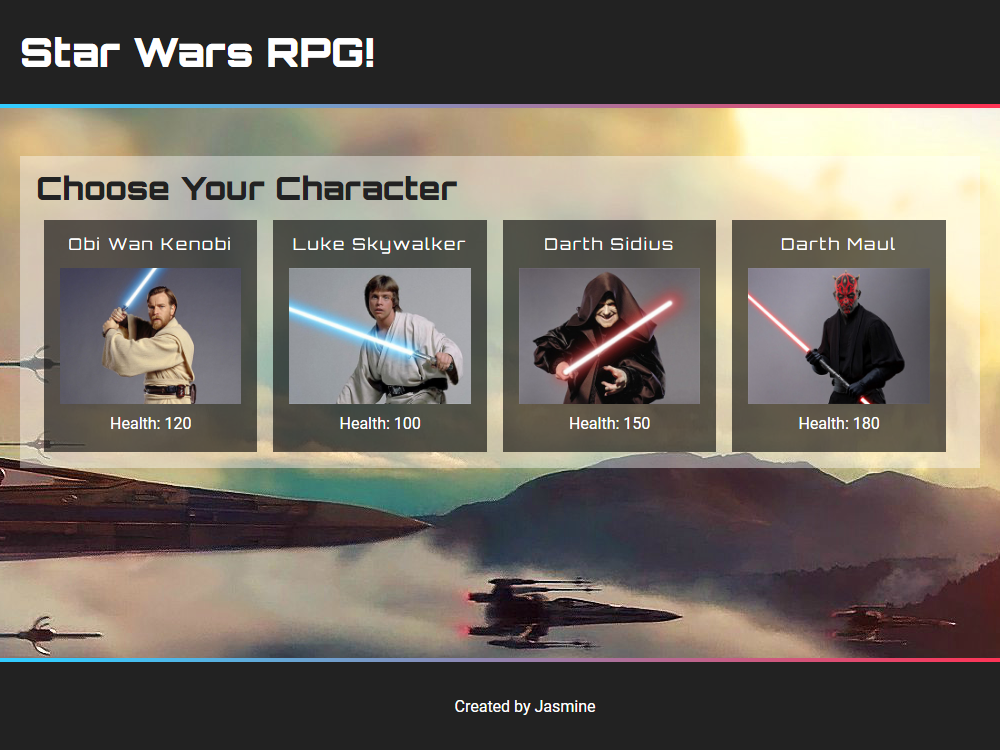 Star Wars RPG!
Choose Your Character
Obi Wan Kenobi
Luke Skywalker
Darth Sidius
Darth Maul
Health: 120
Health: 100
Health: 150
Health: 180
Created by Jasmine